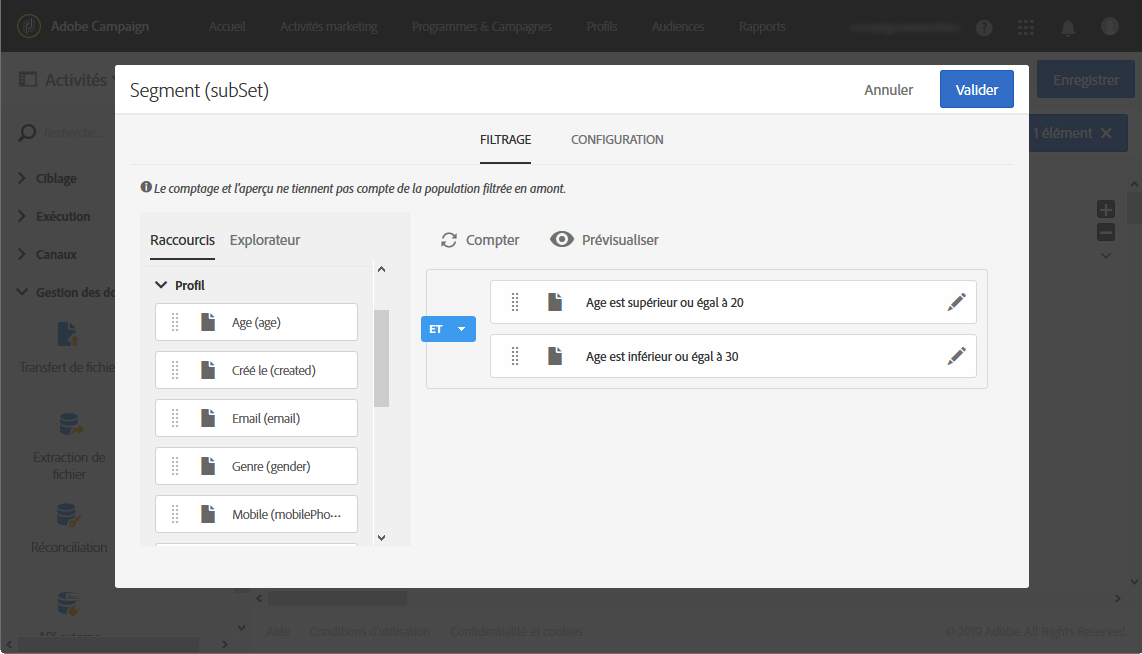 Adobe Campaign
Accueil
Activités marketing
Programmes & Campagnes
Profils
Audiences
Rapports
Activités
Enregistrer
Segment (subSet)
Annuler
Valider
Recherche...
1 élément
FILTRAGE
CONFIGURATION
Le comptage et l'aperçu ne tiennent pas compte de la population filtrée en amont.
Ciblage
Exécution
Canaux
Gestion des do
Transfert de fichie
Extraction de
fichier
Réconciliation
API externe
Raccourcis
Explorateur
Profil
Age (age)
Créé le (created)
Email (email)
Genre (gender)
Mobile (mobilePho···
Compter
Prévisualiser
ET
Age est supérieur ou égal à 20
Age est inférieur ou égal à 30
Aide
Conditions d'utilisation
Confidentialité et cookies
© 2019 Adobe. All Rights Reserved.